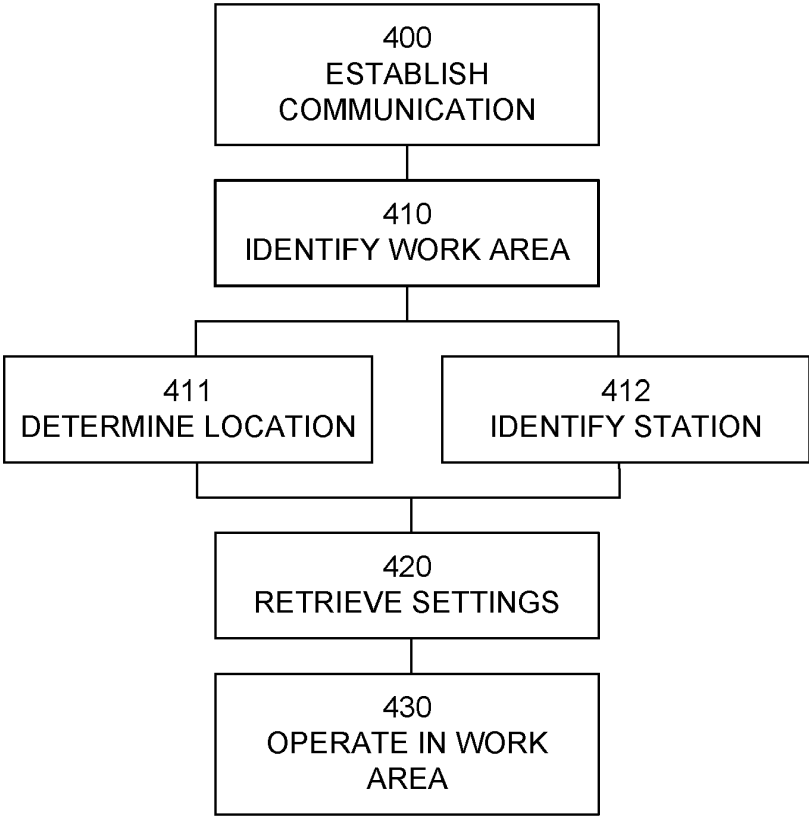 400
ESTABLISH
COMMUNICATION
410
IDENTIFY WORK AREA
411
DETERMINE LOCATION
412
IDENTIFY STATION
420
RETRIEVE SETTINGS
430
OPERATE IN WORK
AREA